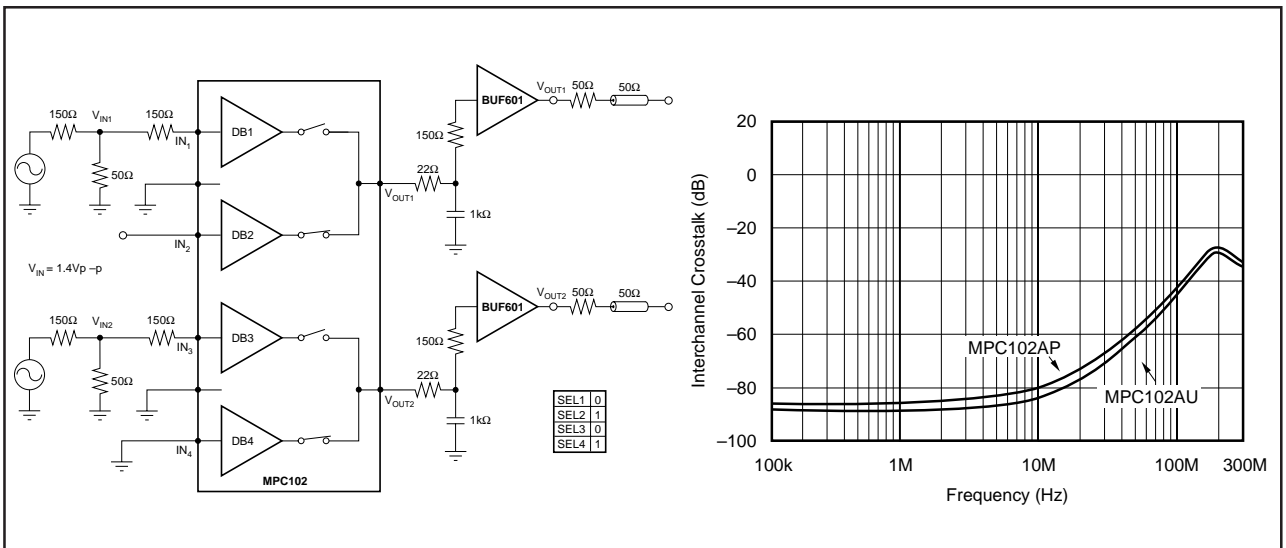 150Ω
V_IN1
150Ω
IN_1
50Ω
DB1
DB2
IN_2
V_IN = 1.4Vp –p
150Ω
V_IN2
150Ω
IN_3
50Ω
DB3
DB4
IN_4
MPC102
V_OUT1
22Ω
150Ω
1kΩ
BUF601
V_OUT1
50Ω
50Ω
V_OUT2
22Ω
150Ω
1kΩ
BUF601
V_OUT2
50Ω
50Ω
SEL1 0
SEL2 1
SEL3 0
SEL4 1
Interchannel Crosstalk (dB)
20
0
–20
–40
–60
–80
–100
MPC102AP
MPC102AU
100k 1M 10M 100M 300M
Frequency (Hz)